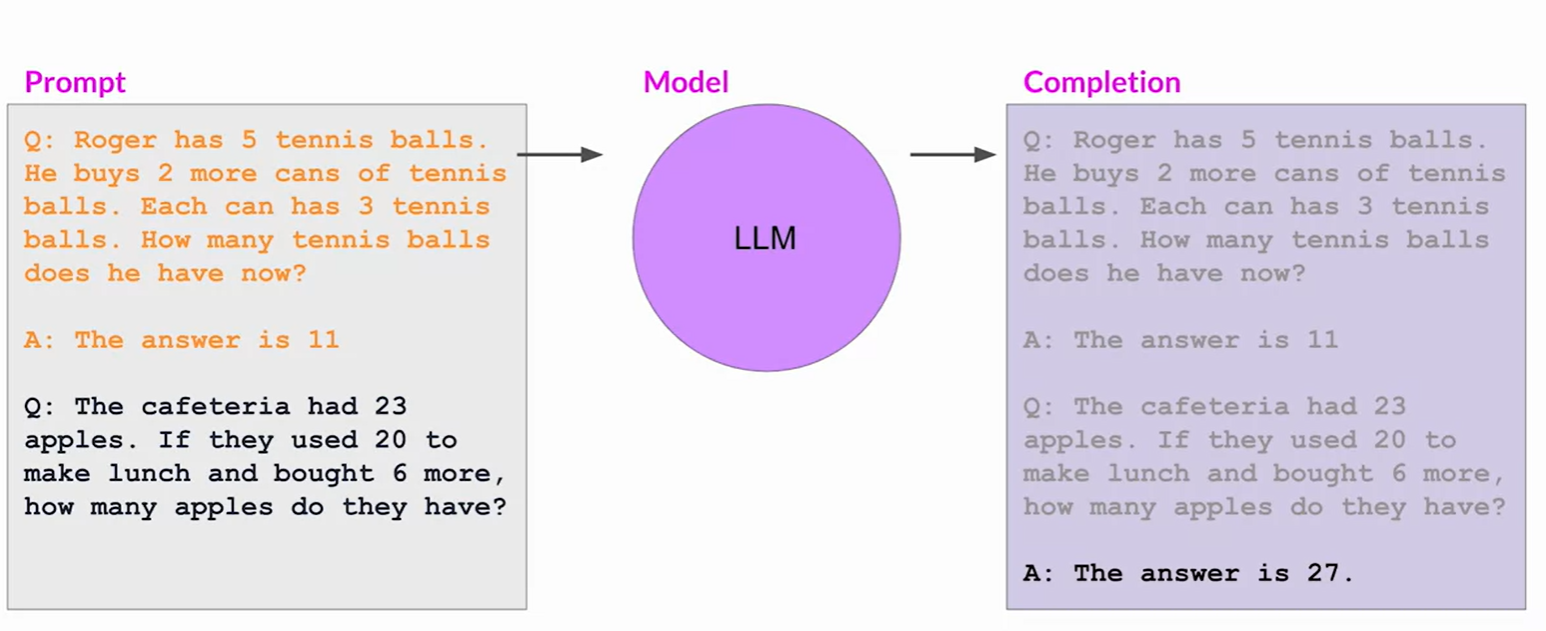 Prompt
Q: Roger has 5 tennis balls.
He buys 2 more cans of tennis
balls. Each can has 3 tennis
balls. How many tennis balls
does he have now?
A: The answer is 11
Q: The cafeteria had 23
apples. If they used 20 to
make lunch and bought 6 more,
how many apples do they have?
Model
LLM
Completion
Q: Roger has 5 tennis balls.
He buys 2 more cans of tennis
balls. Each can has 3 tennis
balls. How many tennis balls
does he have now?
A: The answer is 11
Q: The cafeteria had 23
apples. If they used 20 to
make lunch and bought 6 more,
how many apples do they have?
A: The answer is 27.